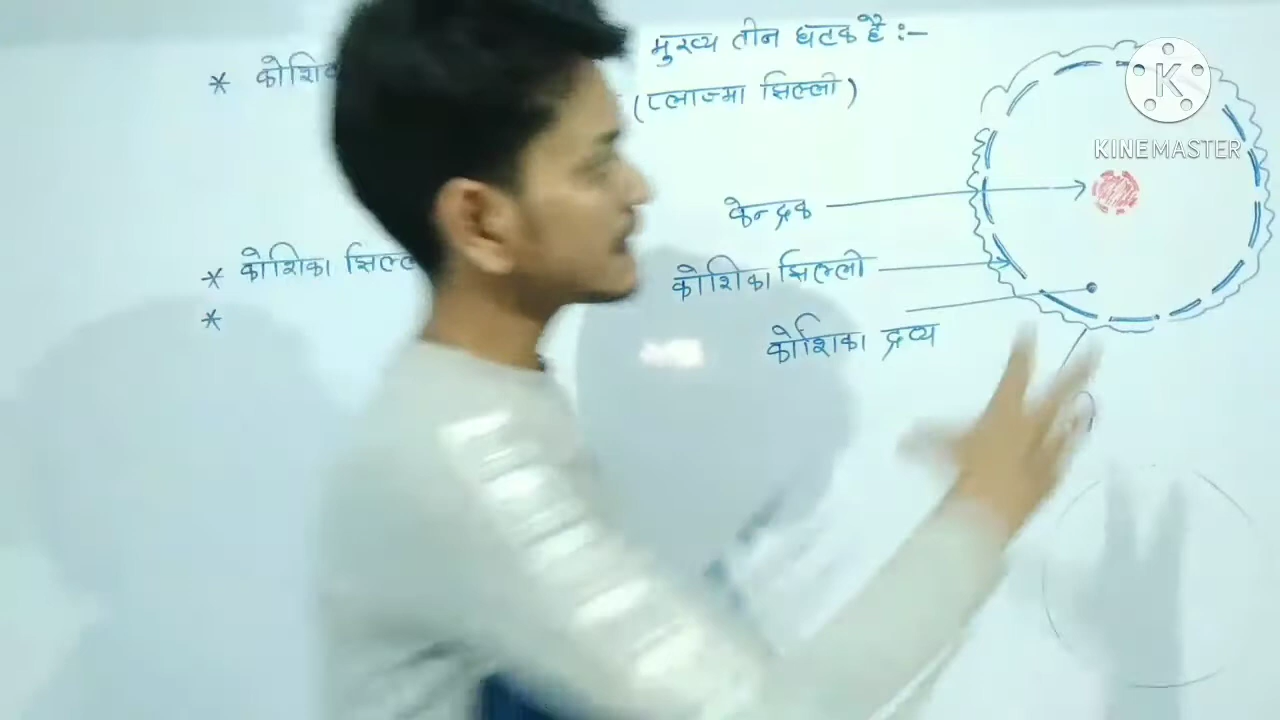 * कोशिक मुख्य तीन घटक है :-
(प्लाज्मा झिल्ली)
केन्द्रक
* कोशिका झिल्ल
कोशिका झिल्ली
*
कोशिका द्रव्य
K
KINEMASTER